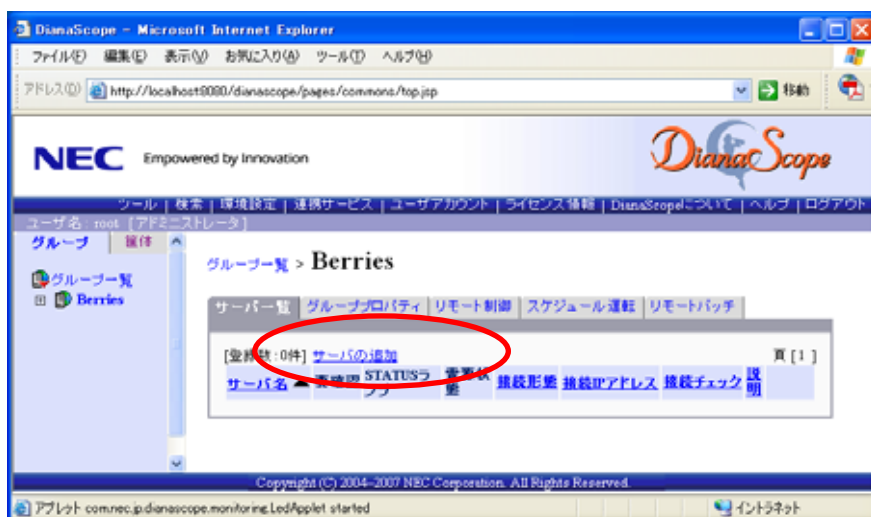 DianaScope - Microsoft Internet Explorer
ファイル(F) 編集(E) 表示(V) お気に入り(A) ツール(T) ヘルプ(H)
アドレス(D) http://localhost:8080/dianascope/pages/commons/top.jsp 移動
NEC Empowered by Innovation DianaScope
ツール | 検索 | 環境設定 | 連携サービス | ユーザアカウント | ライセンス情報 | DianaScopeについて | ヘルプ | ログアウト
ユーザ名: root [アドミニストレータ]
グループ 筐体
グループ一覧
Berries
グループ一覧 > Berries
サーバ一覧 グループプロパティ リモート制御 スケジュール運転 リモートバッチ
[登録数:0件] サーバの追加 頁 [1]
サーバ名 ▲ 要確認 STATUSランプ 電源状態 接続形態 接続IPアドレス 接続チェック 説明
Copyright (C) 2004-2007 NEC Corporation. All Rights Reserved.
アプレット com.nec.jp.dianascope.monitoring.LedApplet started イントラネット